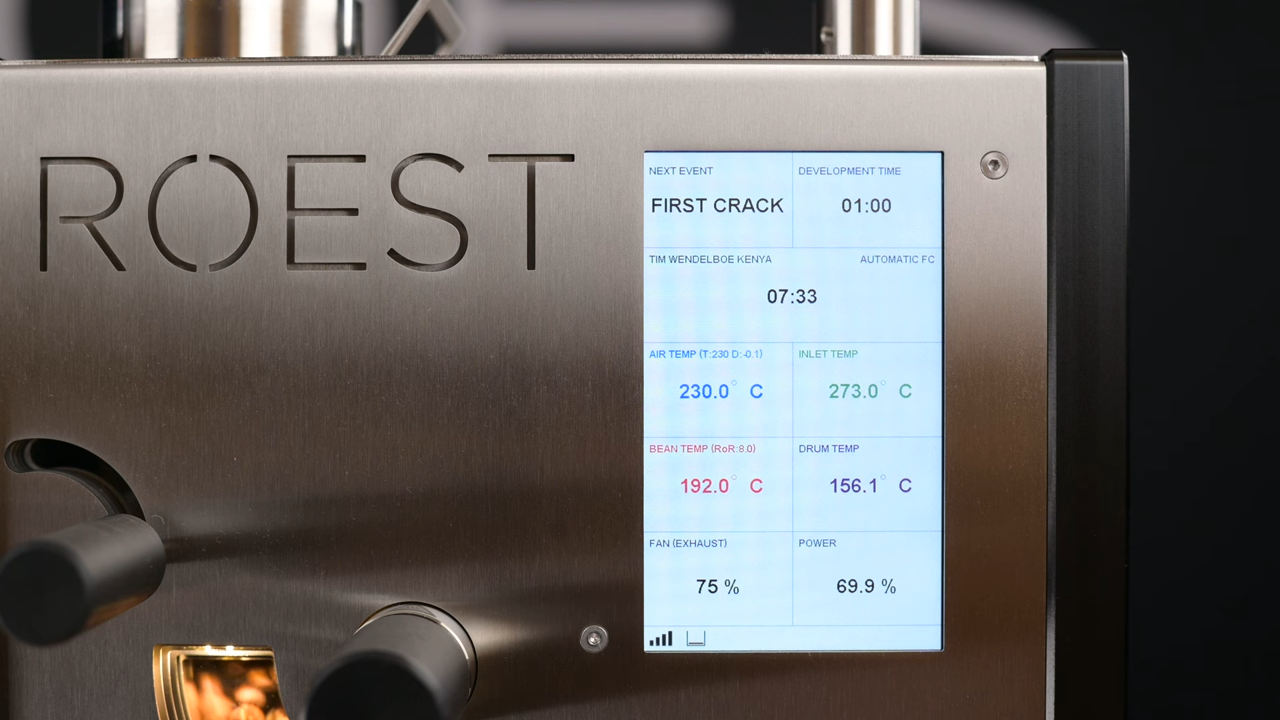 ROEST
NEXT EVENT
DEVELOPMENT TIME
FIRST CRACK
01:00
TIM WENDELBOE KENYA
AUTOMATIC FC
07:33
AIR TEMP (T:230 D:-0.1)
INLET TEMP
230.0° C
273.0° C
BEAN TEMP (RoR:8.0)
DRUM TEMP
192.0° C
156.1° C
FAN (EXHAUST)
POWER
75 %
69.9 %